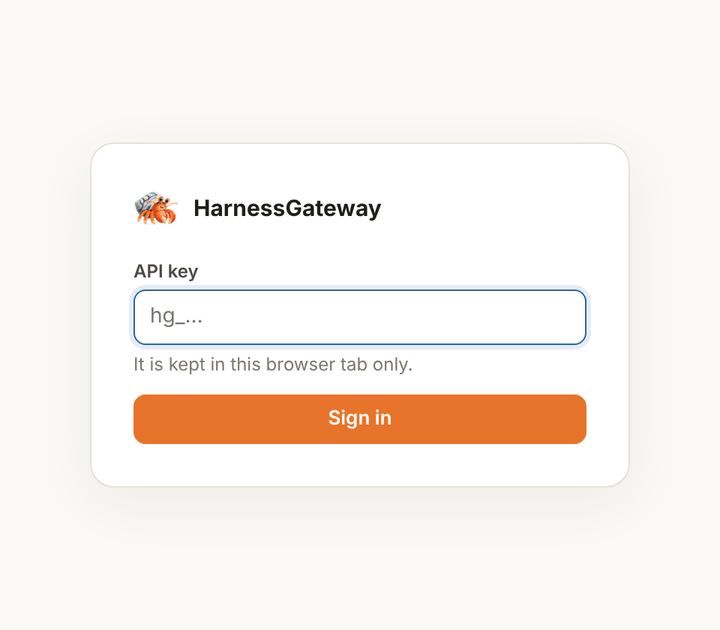 HarnessGateway
API key
hg_...
It is kept in this browser tab only.
Sign in